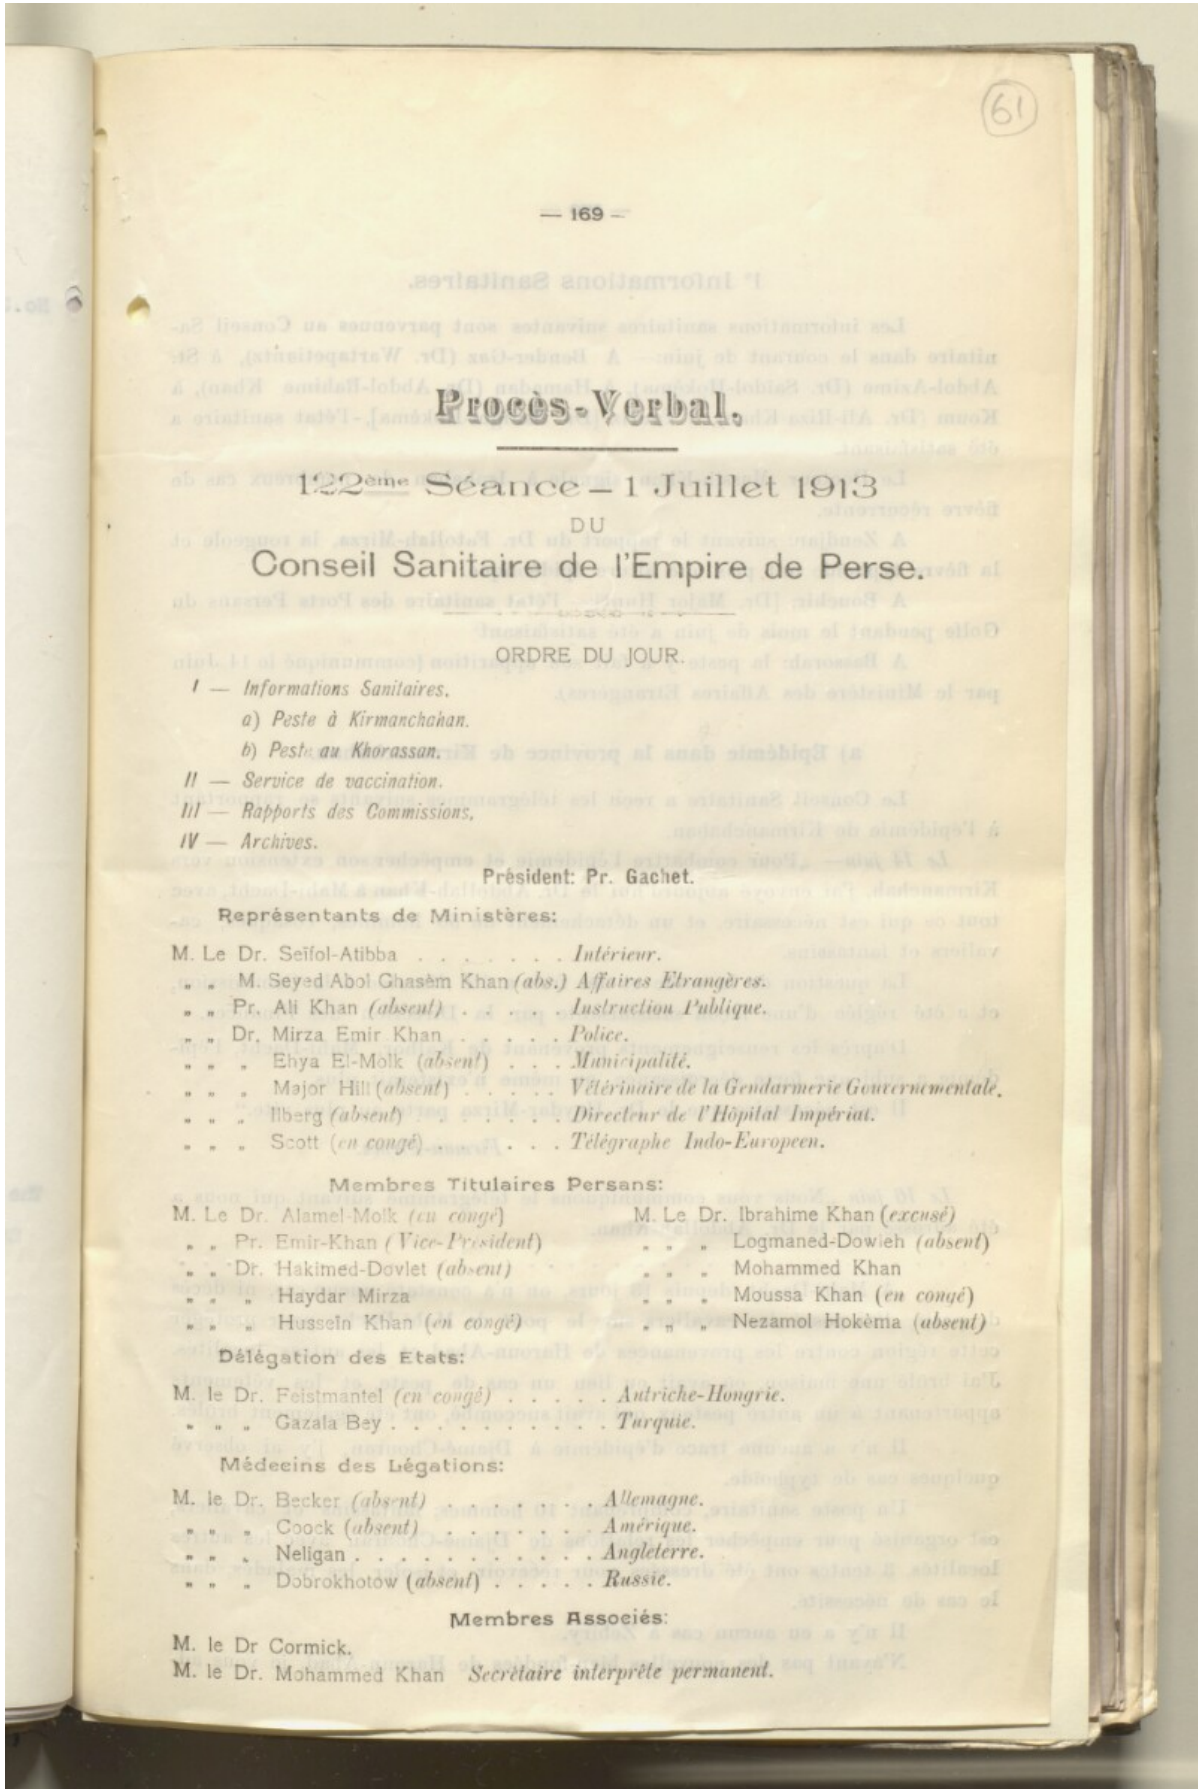 61
— 169 —
Procès-Verbal.
122ème Séance — 1 Juillet 1913
DU
Conseil Sanitaire de l'Empire de Perse.
ORDRE DU JOUR.
I — Informations Sanitaires.
a) Peste à Kirmanchahan.
b) Peste au Khorassan.
II — Service de vaccination.
III — Rapports des Commissions.
IV — Archives.
Président: Pr. Gachet.
Représentants de Ministères:
M. Le Dr. Seïfol-Atibba . . . . . . . Intérieur.
„ „ M. Seyed Abol Ghasèm Khan (abs.) Affaires Etrangères.
„ „ Pr. Ali Khan (absent) . . . . . Instruction Publique.
„ „ Dr. Mirza Emir Khan . . . . . Police.
„ „ „ Ehya El-Molk (absent) . . . Municipalité.
„ „ „ Major Hill (absent) . . . . . Vétérinaire de la Gendarmerie Gouvernementale.
„ „ „ Ilberg (absent) . . . . . . . Directeur de l'Hôpital Impérial.
„ „ „ Scott (en congé) . . . . . Télégraphe Indo-Européen.
Membres Titulaires Persans:
M. Le Dr. Alamel-Molk (en congé) M. Le Dr. Ibrahime Khan (excusé)
„ „ Pr. Emir-Khan (Vice-Président) „ „ „ Logmaned-Dowleh (absent)
„ „ Dr. Hakimed-Dovlet (absent) „ „ „ Mohammed Khan
„ „ „ Haydar Mirza „ „ „ Moussa Khan (en congé)
„ „ „ Husseïn Khan (en congé) „ „ „ Nezamol Hokèma (absent)
Délégation des Etats:
M. le Dr. Feistmantel (en congé) . . . . . Autriche-Hongrie.
„ „ „ Gazala Bey . . . . . . . . . . Turquie.
Médecins des Légations:
M. le Dr. Becker (absent) . . . . . . . Allemagne.
„ „ „ Coock (absent) . . . . . . . Amérique.
„ „ „ Neligan . . . . . . . . . . . Angleterre.
„ „ „ Dobrokhotow (absent) . . . . . Russie.
Membres Associés:
M. le Dr Cormick.
M. le Dr. Mohammed Khan Secrétaire interprète permanent.